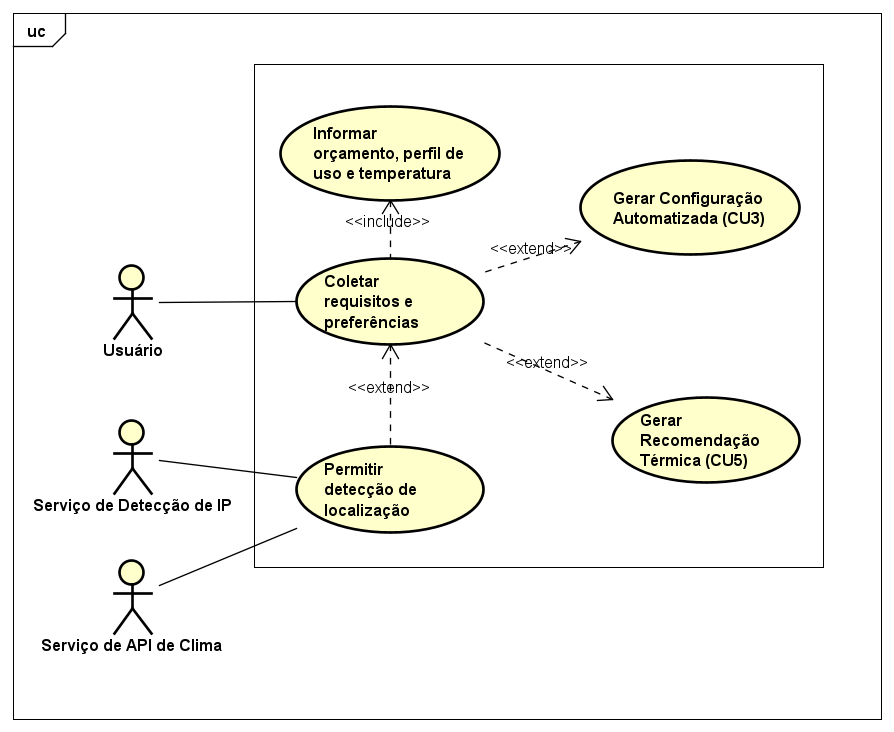 uc
Informar
orçamento, perfil de
uso e temperatura
Gerar Configuração
Automatizada (CU3)
<<include>>
<<extend>>
Coletar
requisitos e
preferências
Usuário
<<extend>>
<<extend>>
Gerar
Recomendação
Térmica (CU5)
Permitir
detecção de
localização
Serviço de Detecção de IP
Serviço de API de Clima